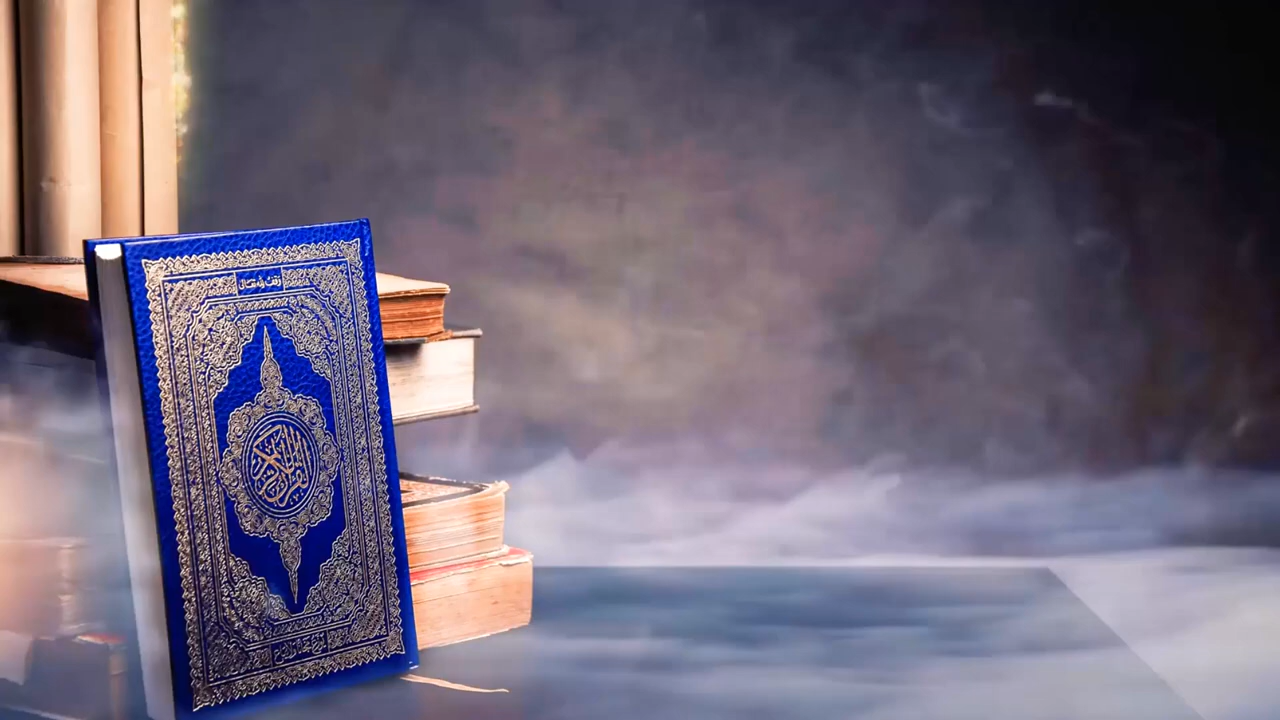 وقف لله تعالى
القرآن الكريم